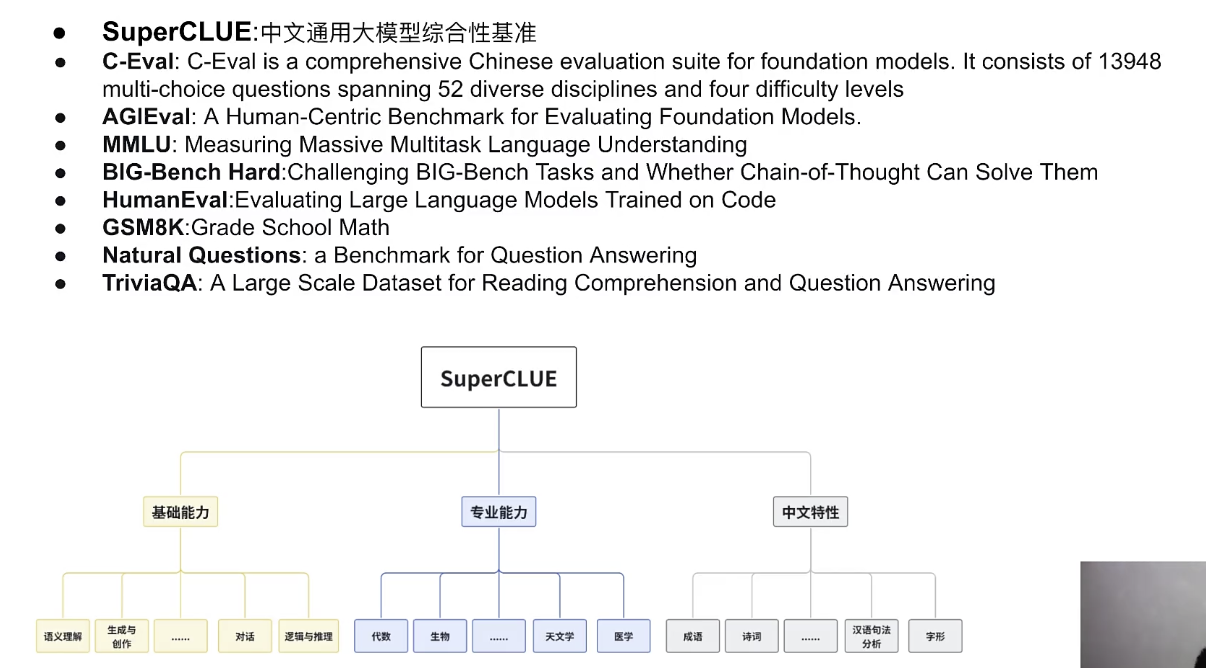 SuperCLUE:中文通用大模型综合性基准
C-Eval: C-Eval is a comprehensive Chinese evaluation suite for foundation models. It consists of 13948
multi-choice questions spanning 52 diverse disciplines and four difficulty levels
AGIEval: A Human-Centric Benchmark for Evaluating Foundation Models.
MMLU: Measuring Massive Multitask Language Understanding
BIG-Bench Hard:Challenging BIG-Bench Tasks and Whether Chain-of-Thought Can Solve Them
HumanEval:Evaluating Large Language Models Trained on Code
GSM8K:Grade School Math
Natural Questions: a Benchmark for Question Answering
TriviaQA: A Large Scale Dataset for Reading Comprehension and Question Answering
SuperCLUE
基础能力
专业能力
中文特性
语义理解
生成与
创作
......
对话
逻辑与推理
代数
生物
......
天文学
医学
成语
诗词
......
汉语句法
分析
字形